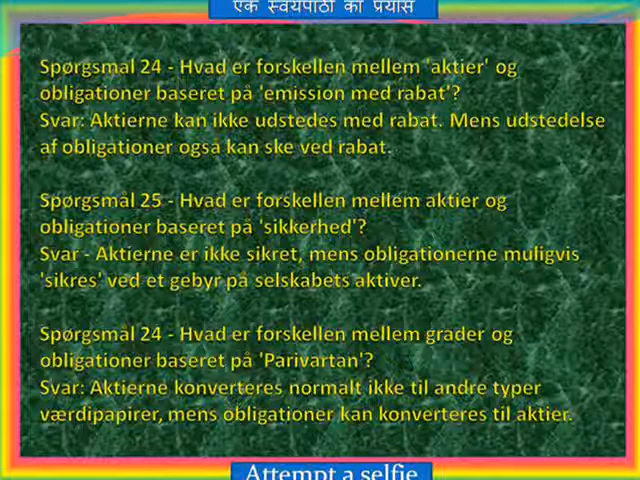 एक स्वयंपाठी का प्रयास
Spørgsmål 24 - Hvad er forskellen mellem 'aktier' og
obligationer baseret på 'emission med rabat'?
Svar: Aktierne kan ikke udstedes med rabat. Mens udstedelse
af obligationer også kan ske ved rabat.
Spørgsmål 25 - Hvad er forskellen mellem aktier og
obligationer baseret på 'sikkerhed'?
Svar - Aktierne er ikke sikret, mens obligationerne muligvis
'sikres' ved et gebyr på selskabets aktiver.
Spørgsmål 24 - Hvad er forskellen mellem grader og
obligationer baseret på 'Parivartan'?
Svar: Aktierne konverteres normalt ikke til andre typer
værdipapirer, mens obligationer kan konverteres til aktier.
Attempt a selfie